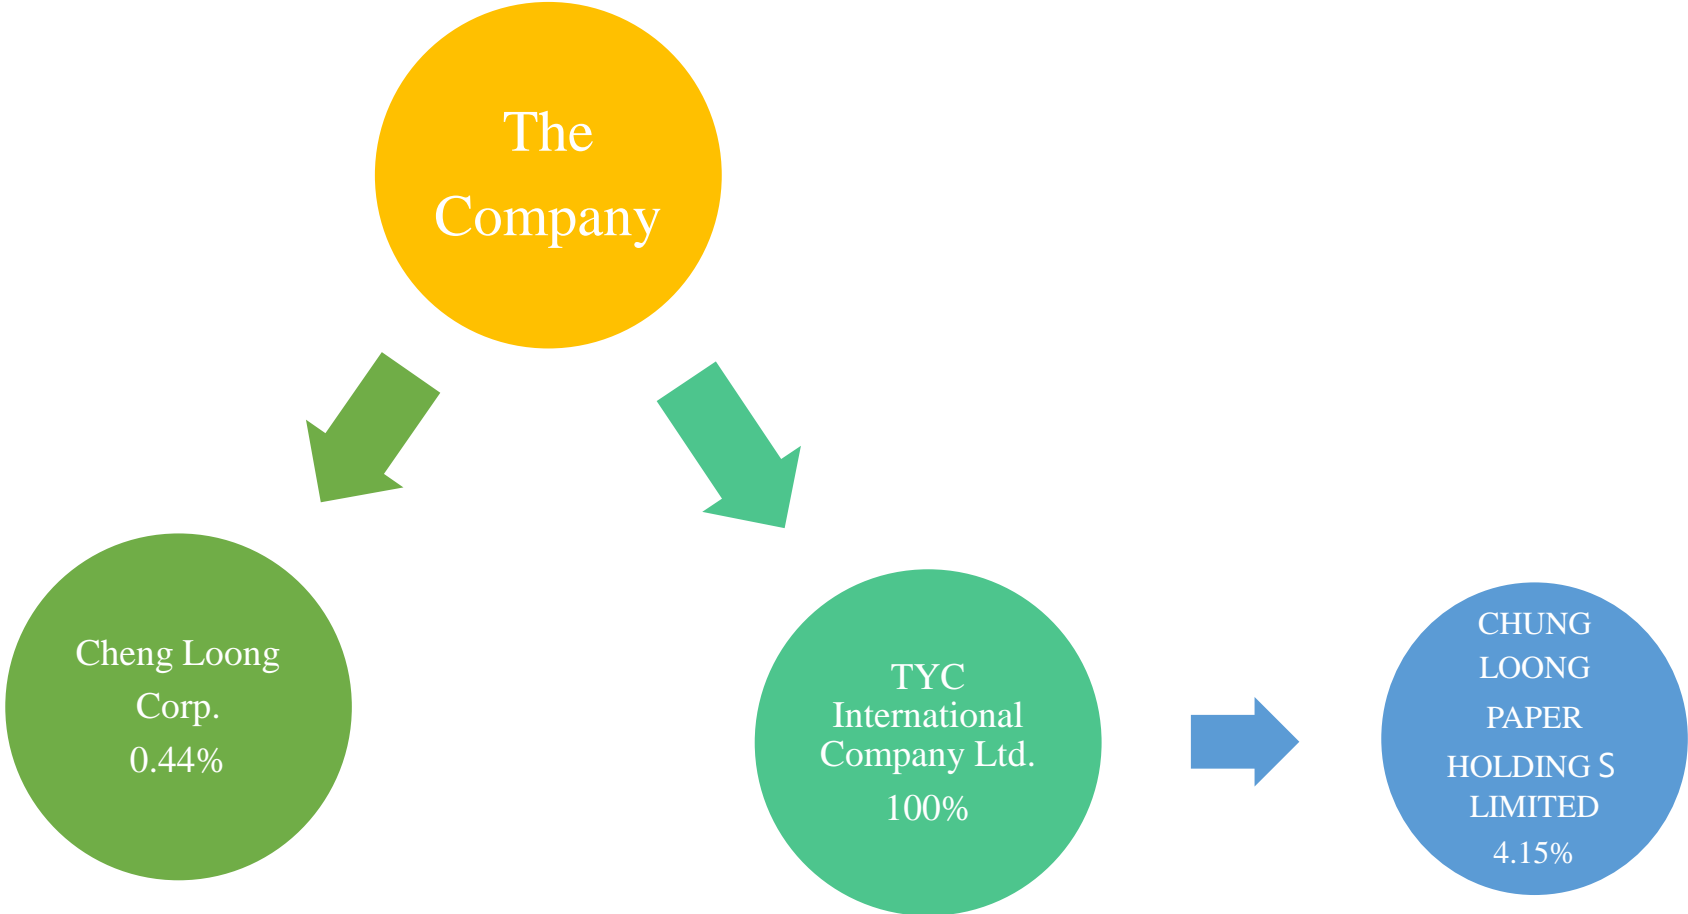 The
Company
Cheng Loong
Corp.
0.44%
TYC
International
Company Ltd.
100%
CHUNG
LOONG
PAPER
HOLDING S
LIMITED
4.15%